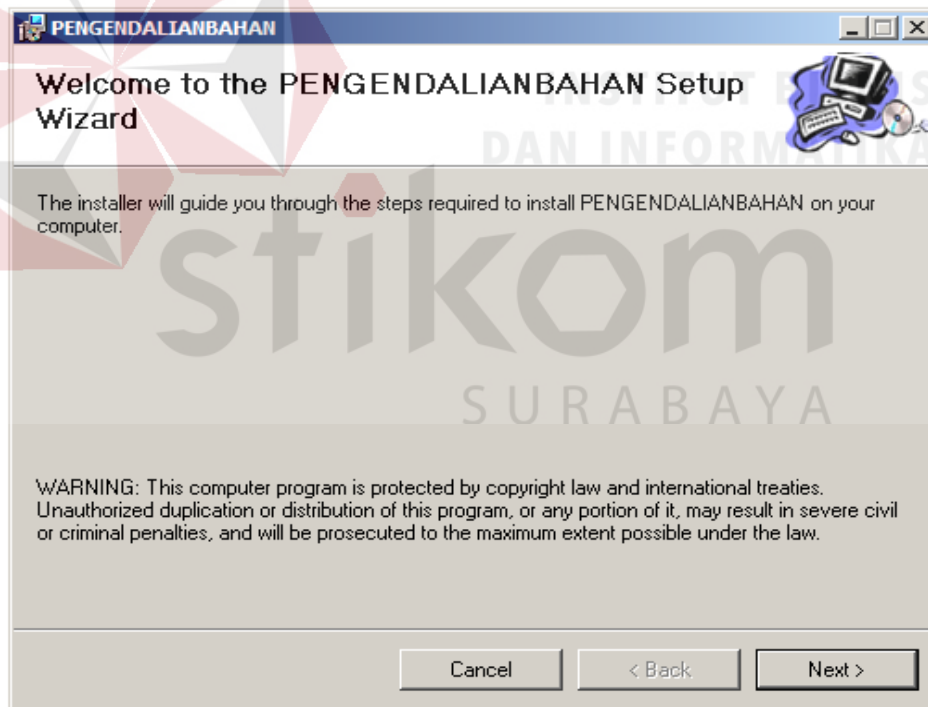 PENGENDALIANBAHAN
Welcome to the PENGENDALIANBAHAN Setup
Wizard
INSTITUT BISNIS
DAN INFORMATIKA
The installer will guide you through the steps required to install PENGENDALIANBAHAN on your
computer.
stikom
SURABAYA
WARNING: This computer program is protected by copyright law and international treaties.
Unauthorized duplication or distribution of this program, or any portion of it, may result in severe civil
or criminal penalties, and will be prosecuted to the maximum extent possible under the law.
Cancel
< Back
Next >